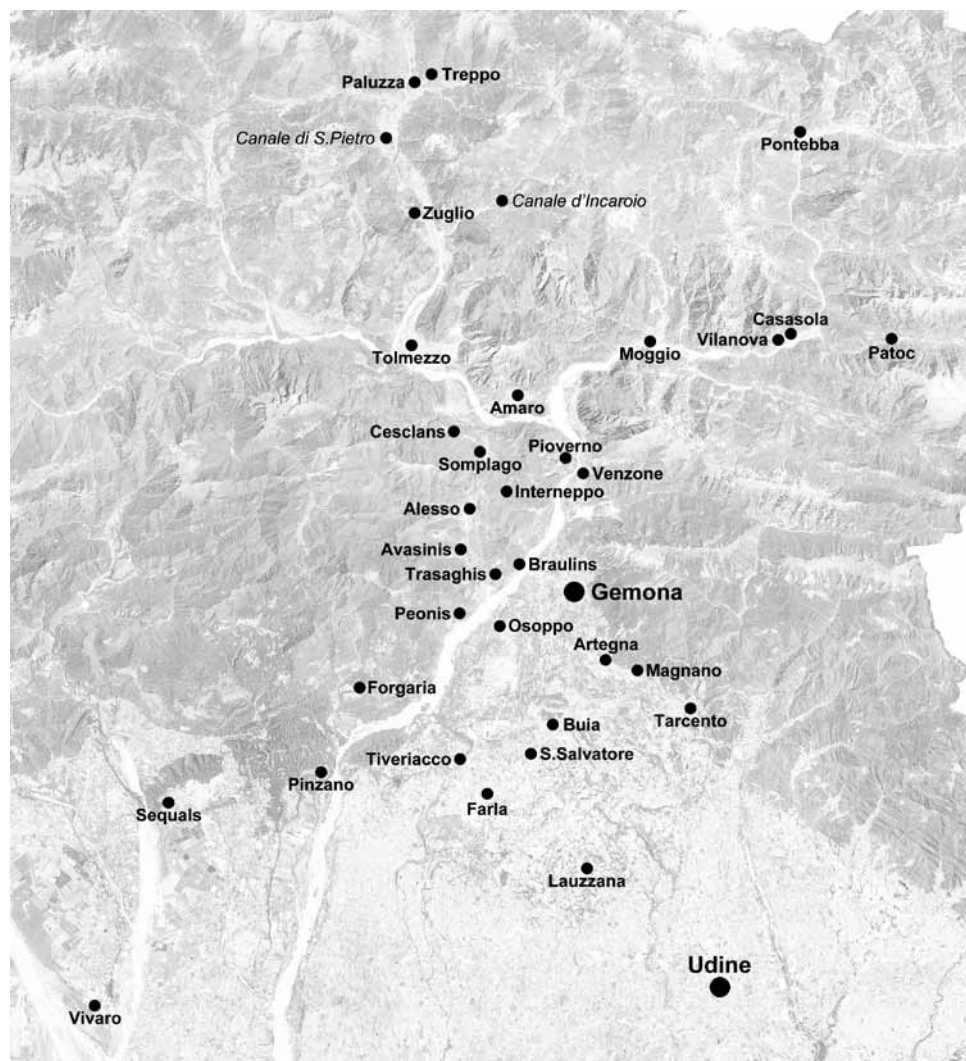 Treppo
Paluzza
Canale di S.Pietro
Pontebba
Canale d'Incaroio
Zuglio
Casasola
Vilanova
Tolmezzo
Moggio
Patoc
Amaro
Cesclans
Pioverno
Somplago
Venzone
Interneppo
Alesso
Avasinis
Braulins
Trasaghis
Gemona
Peonis
Osoppo
Artegna
Magnano
Forgaria
Tarcento
Buia
S.Salvatore
Tiveriacco
Pinzano
Farla
Sequals
Lauzzana
Udine
Vivaro